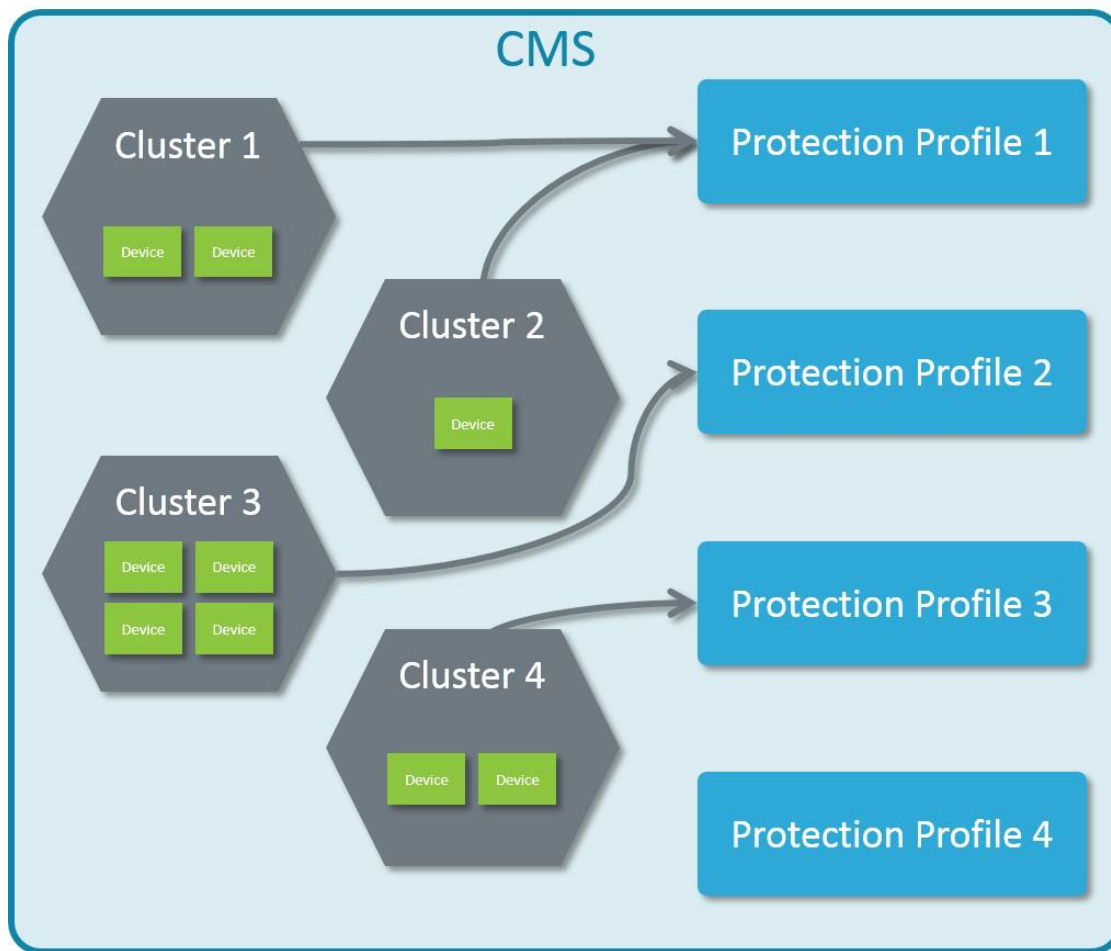 CMS
Cluster 1
Device
Device
Protection Profile 1
Cluster 2
Device
Protection Profile 2
Cluster 3
Device
Device
Device
Device
Protection Profile 3
Cluster 4
Device
Device
Protection Profile 4